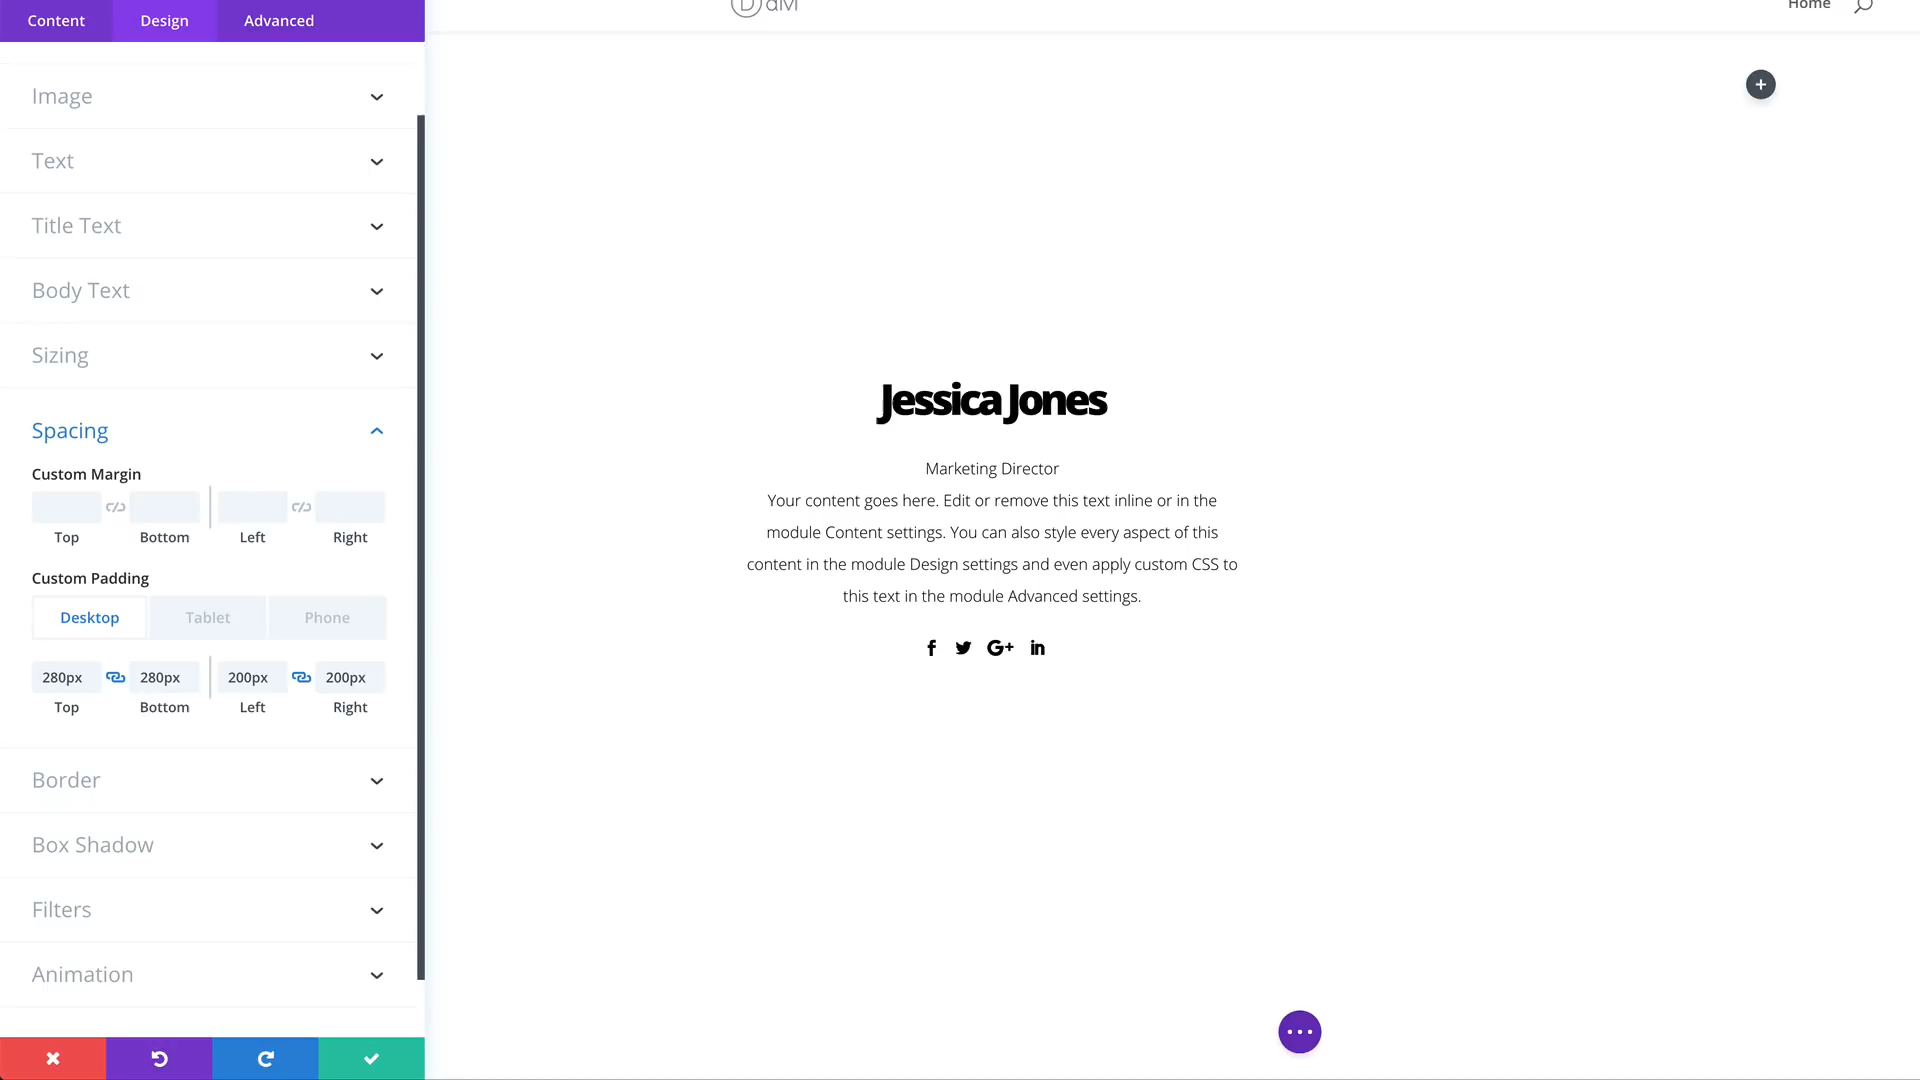 Content Design Advanced
Image
Text
Title Text
Body Text
Sizing
Spacing
Custom Margin
Top Bottom Left Right
Custom Padding
Desktop Tablet Phone
280px 280px 200px 200px
Top Bottom Left Right
Border
Box Shadow
Filters
Animation
divi
Home
Jessica Jones
Marketing Director
Your content goes here. Edit or remove this text inline or in the
module Content settings. You can also style every aspect of this
content in the module Design settings and even apply custom CSS to
this text in the module Advanced settings.